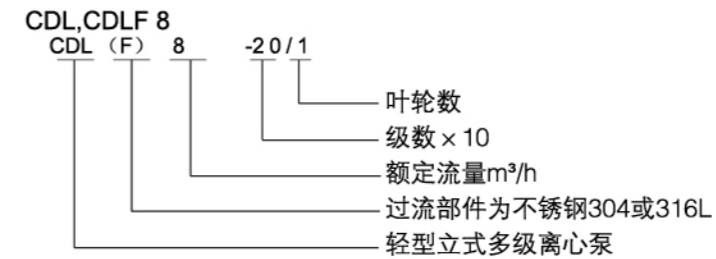 CDL,CDLF 8
CDL（F） 8 -20/1
叶轮数
级数×10
额定流量m³/h
过流部件为不锈钢304或316L
轻型立式多级离心泵